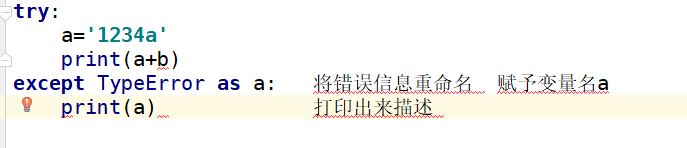 try:
    a='1234a'
    print(a+b)
except TypeError as a:   将错误信息重命名  赋予变量名a
    print(a)             打印出来描述